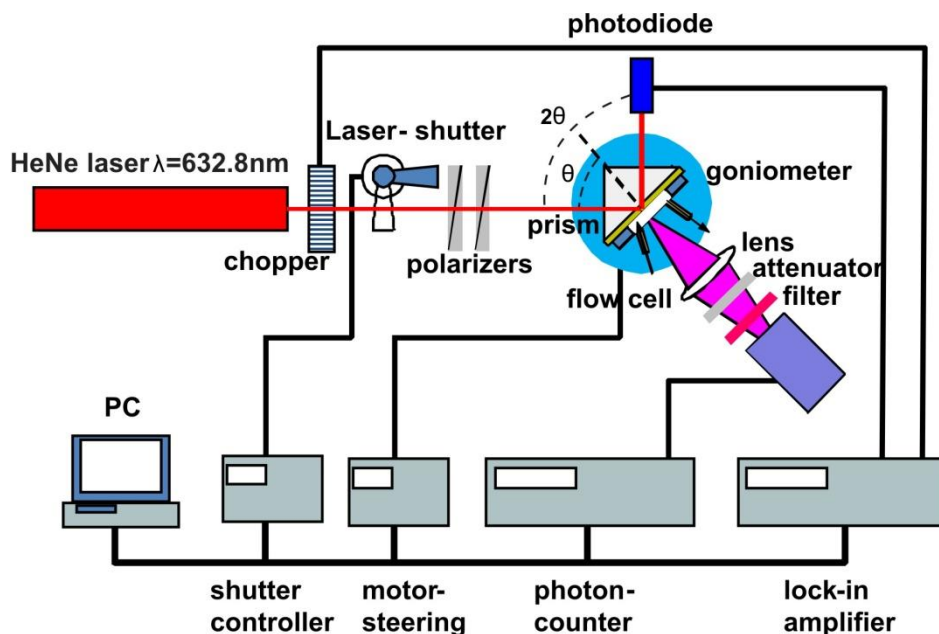 photodiode
Laser- shutter
2θ
HeNe laser λ=632.8nm
θ
goniometer
prism
chopper
polarizers
lens
attenuator
flow cell
filter
PC
shutter
controller
motor-
steering
photon-
counter
lock-in
amplifier